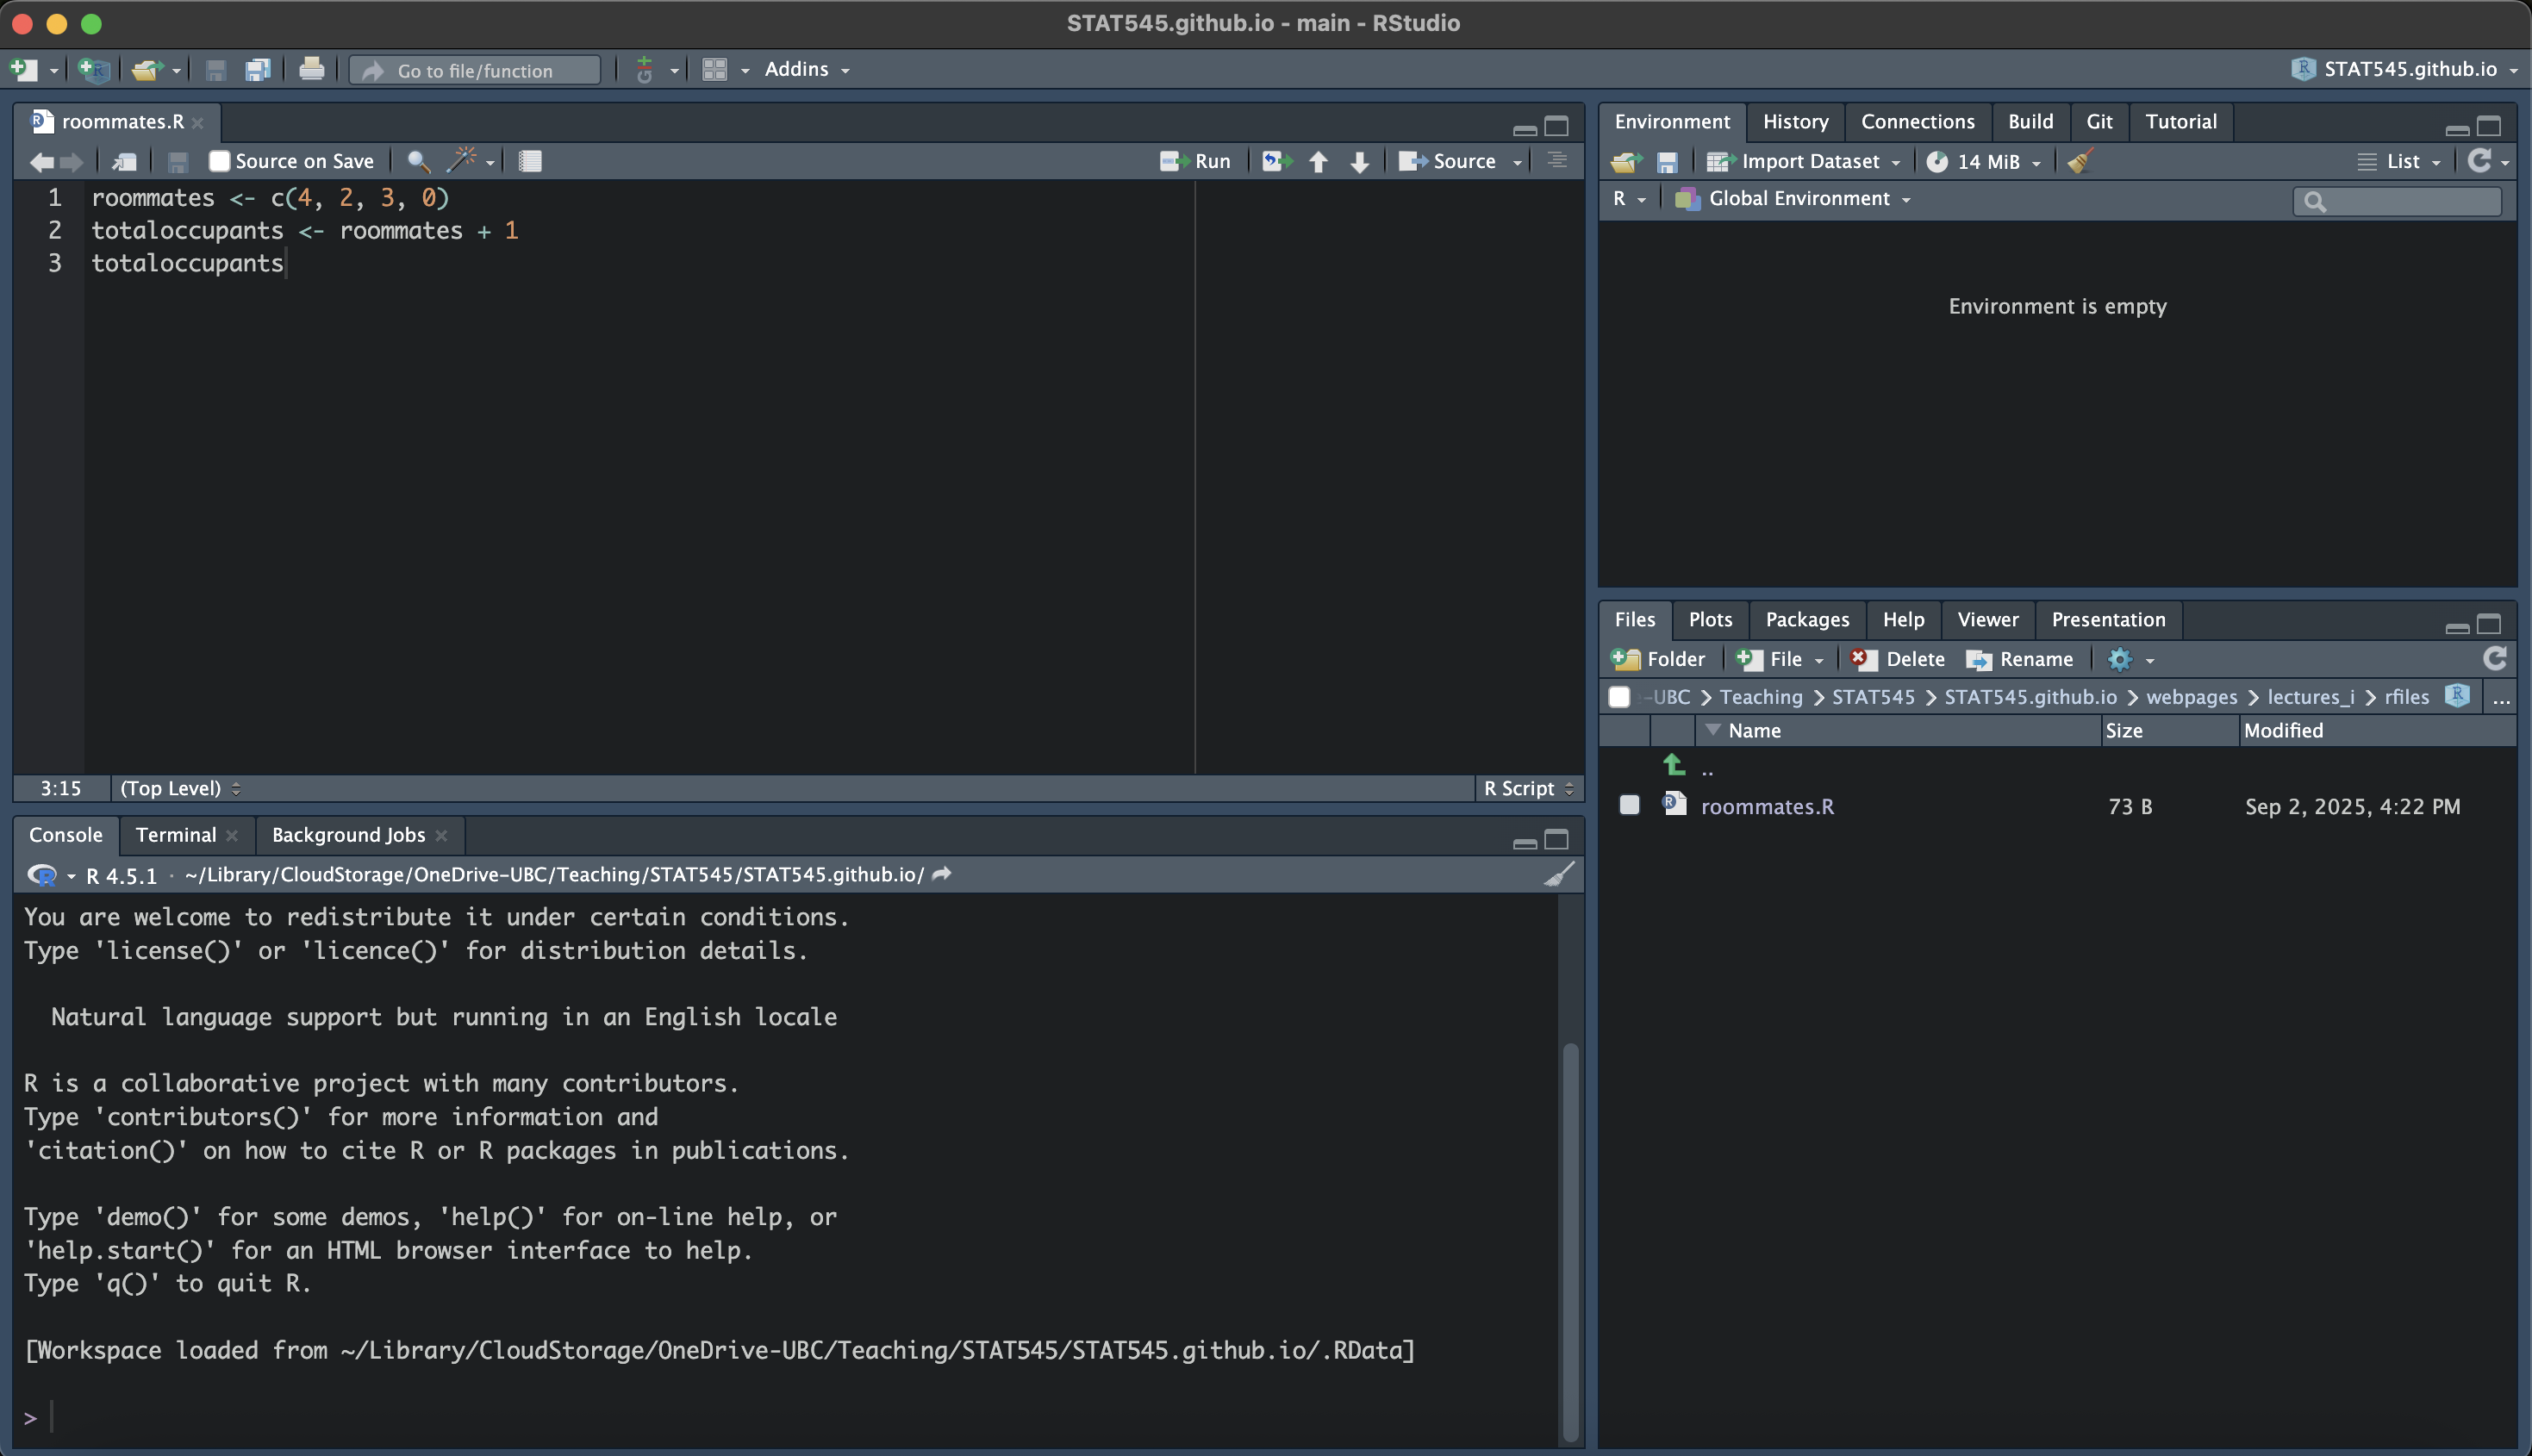 STAT545.github.io - main - RStudio
Go to file/function
Addins
STAT545.github.io
roommates.R
Source on Save
Run
Source
1 roommates <- c(4, 2, 3, 0)
2 totaloccupants <- roommates + 1
3 totaloccupants
3:15
(Top Level)
R Script
Console
Terminal
Background Jobs
R 4.5.1 · ~/Library/CloudStorage/OneDrive-UBC/Teaching/STAT545/STAT545.github.io/
You are welcome to redistribute it under certain conditions.
Type 'license()' or 'licence()' for distribution details.
Natural language support but running in an English locale
R is a collaborative project with many contributors.
Type 'contributors()' for more information and
'citation()' on how to cite R or R packages in publications.
Type 'demo()' for some demos, 'help()' for on-line help, or
'help.start()' for an HTML browser interface to help.
Type 'q()' to quit R.
[Workspace loaded from ~/Library/CloudStorage/OneDrive-UBC/Teaching/STAT545/STAT545.github.io/.RData]
>
Environment
History
Connections
Build
Git
Tutorial
Import Dataset
14 MiB
List
R
Global Environment
Environment is empty
Files
Plots
Packages
Help
Viewer
Presentation
Folder
File
Delete
Rename
-UBC > Teaching > STAT545 > STAT545.github.io > webpages > lectures_i > rfiles
...
Name
Size
Modified
..
roommates.R
73 B
Sep 2, 2025, 4:22 PM